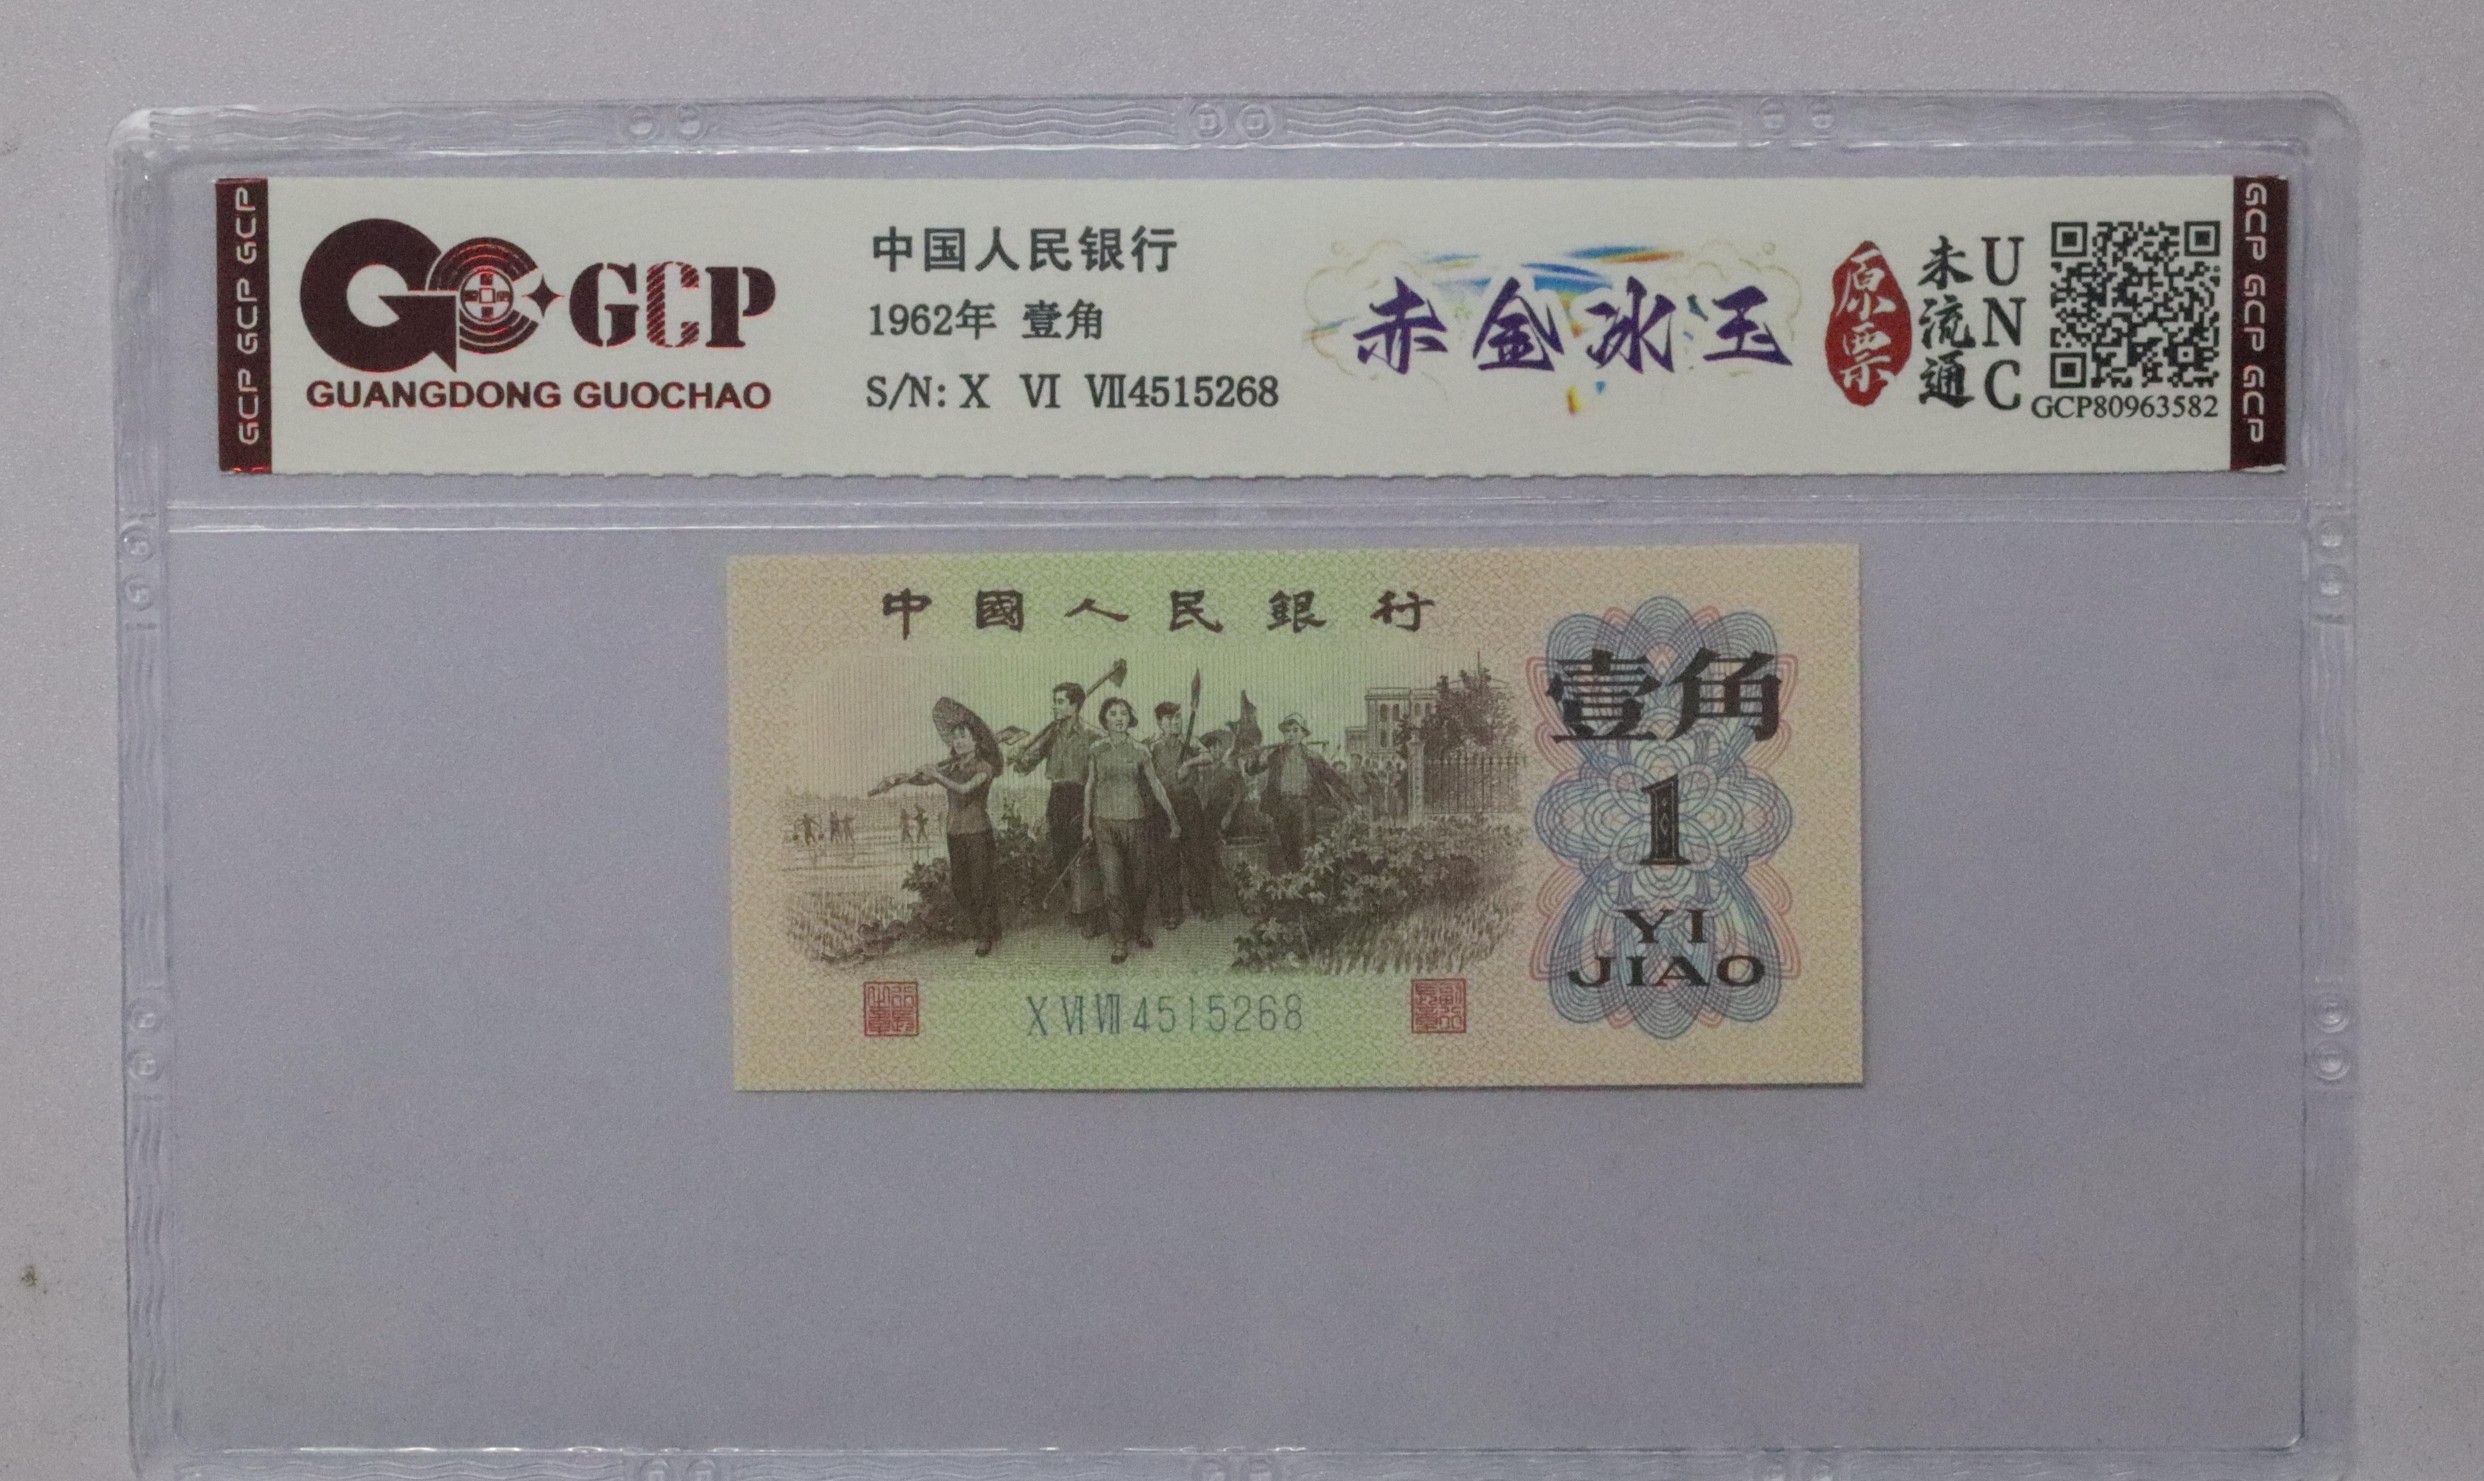 GCP GCP GCP
GCP
GUANGDONG GUOCHAO
中国人民银行
1962年 壹角
S/N: X VI VII4515268
赤金冰玉
原票
未流通
UNC
GCP80963582
GCP GCP GCP
中國人民銀行
壹角
1
YI
JIAO
X VI VII 4515268